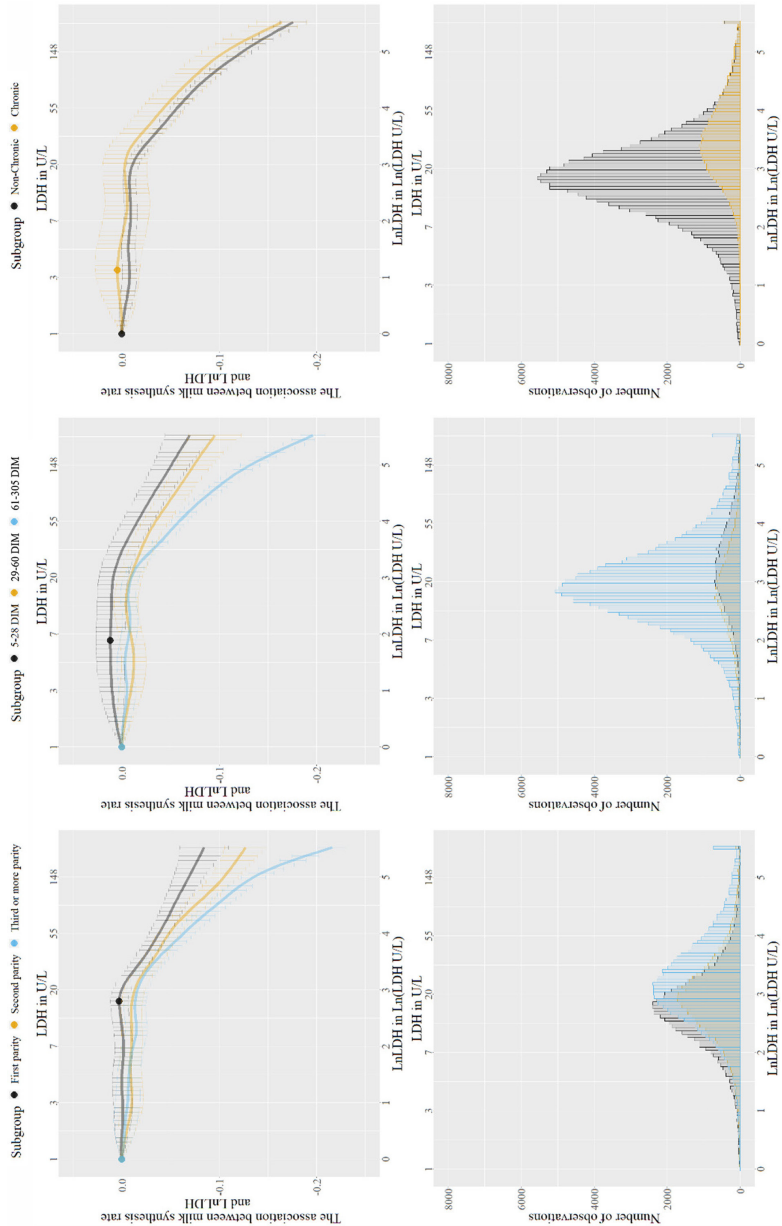 Subgroup First parity Second parity Third or more parity
LDH in U/L
1 3 7 20 55 148
0.0
-0.1
-0.2
The association between milk synthesis rate
and LnLDH
0 1 2 3 4 5
LnLDH in Ln(LDH U/L)
Subgroup 5-28 DIM 29-60 DIM 61-305 DIM
LDH in U/L
1 3 7 20 55 148
0.0
-0.1
-0.2
The association between milk synthesis rate
and LnLDH
0 1 2 3 4 5
LnLDH in Ln(LDH U/L)
Subgroup Non-Chronic Chronic
LDH in U/L
1 3 7 20 55 148
0.0
-0.1
-0.2
The association between milk synthesis rate
and LnLDH
0 1 2 3 4 5
LnLDH in Ln(LDH U/L)
LDH in U/L
1 3 7 20 55 148
8000
6000
4000
2000
0
Number of observations
0 1 2 3 4 5
LnLDH in Ln(LDH U/L)
LDH in U/L
1 3 7 20 55 148
8000
6000
4000
2000
0
Number of observations
0 1 2 3 4 5
LnLDH in Ln(LDH U/L)
LDH in U/L
1 3 7 20 55 148
8000
6000
4000
2000
0
Number of observations
0 1 2 3 4 5
LnLDH in Ln(LDH U/L)